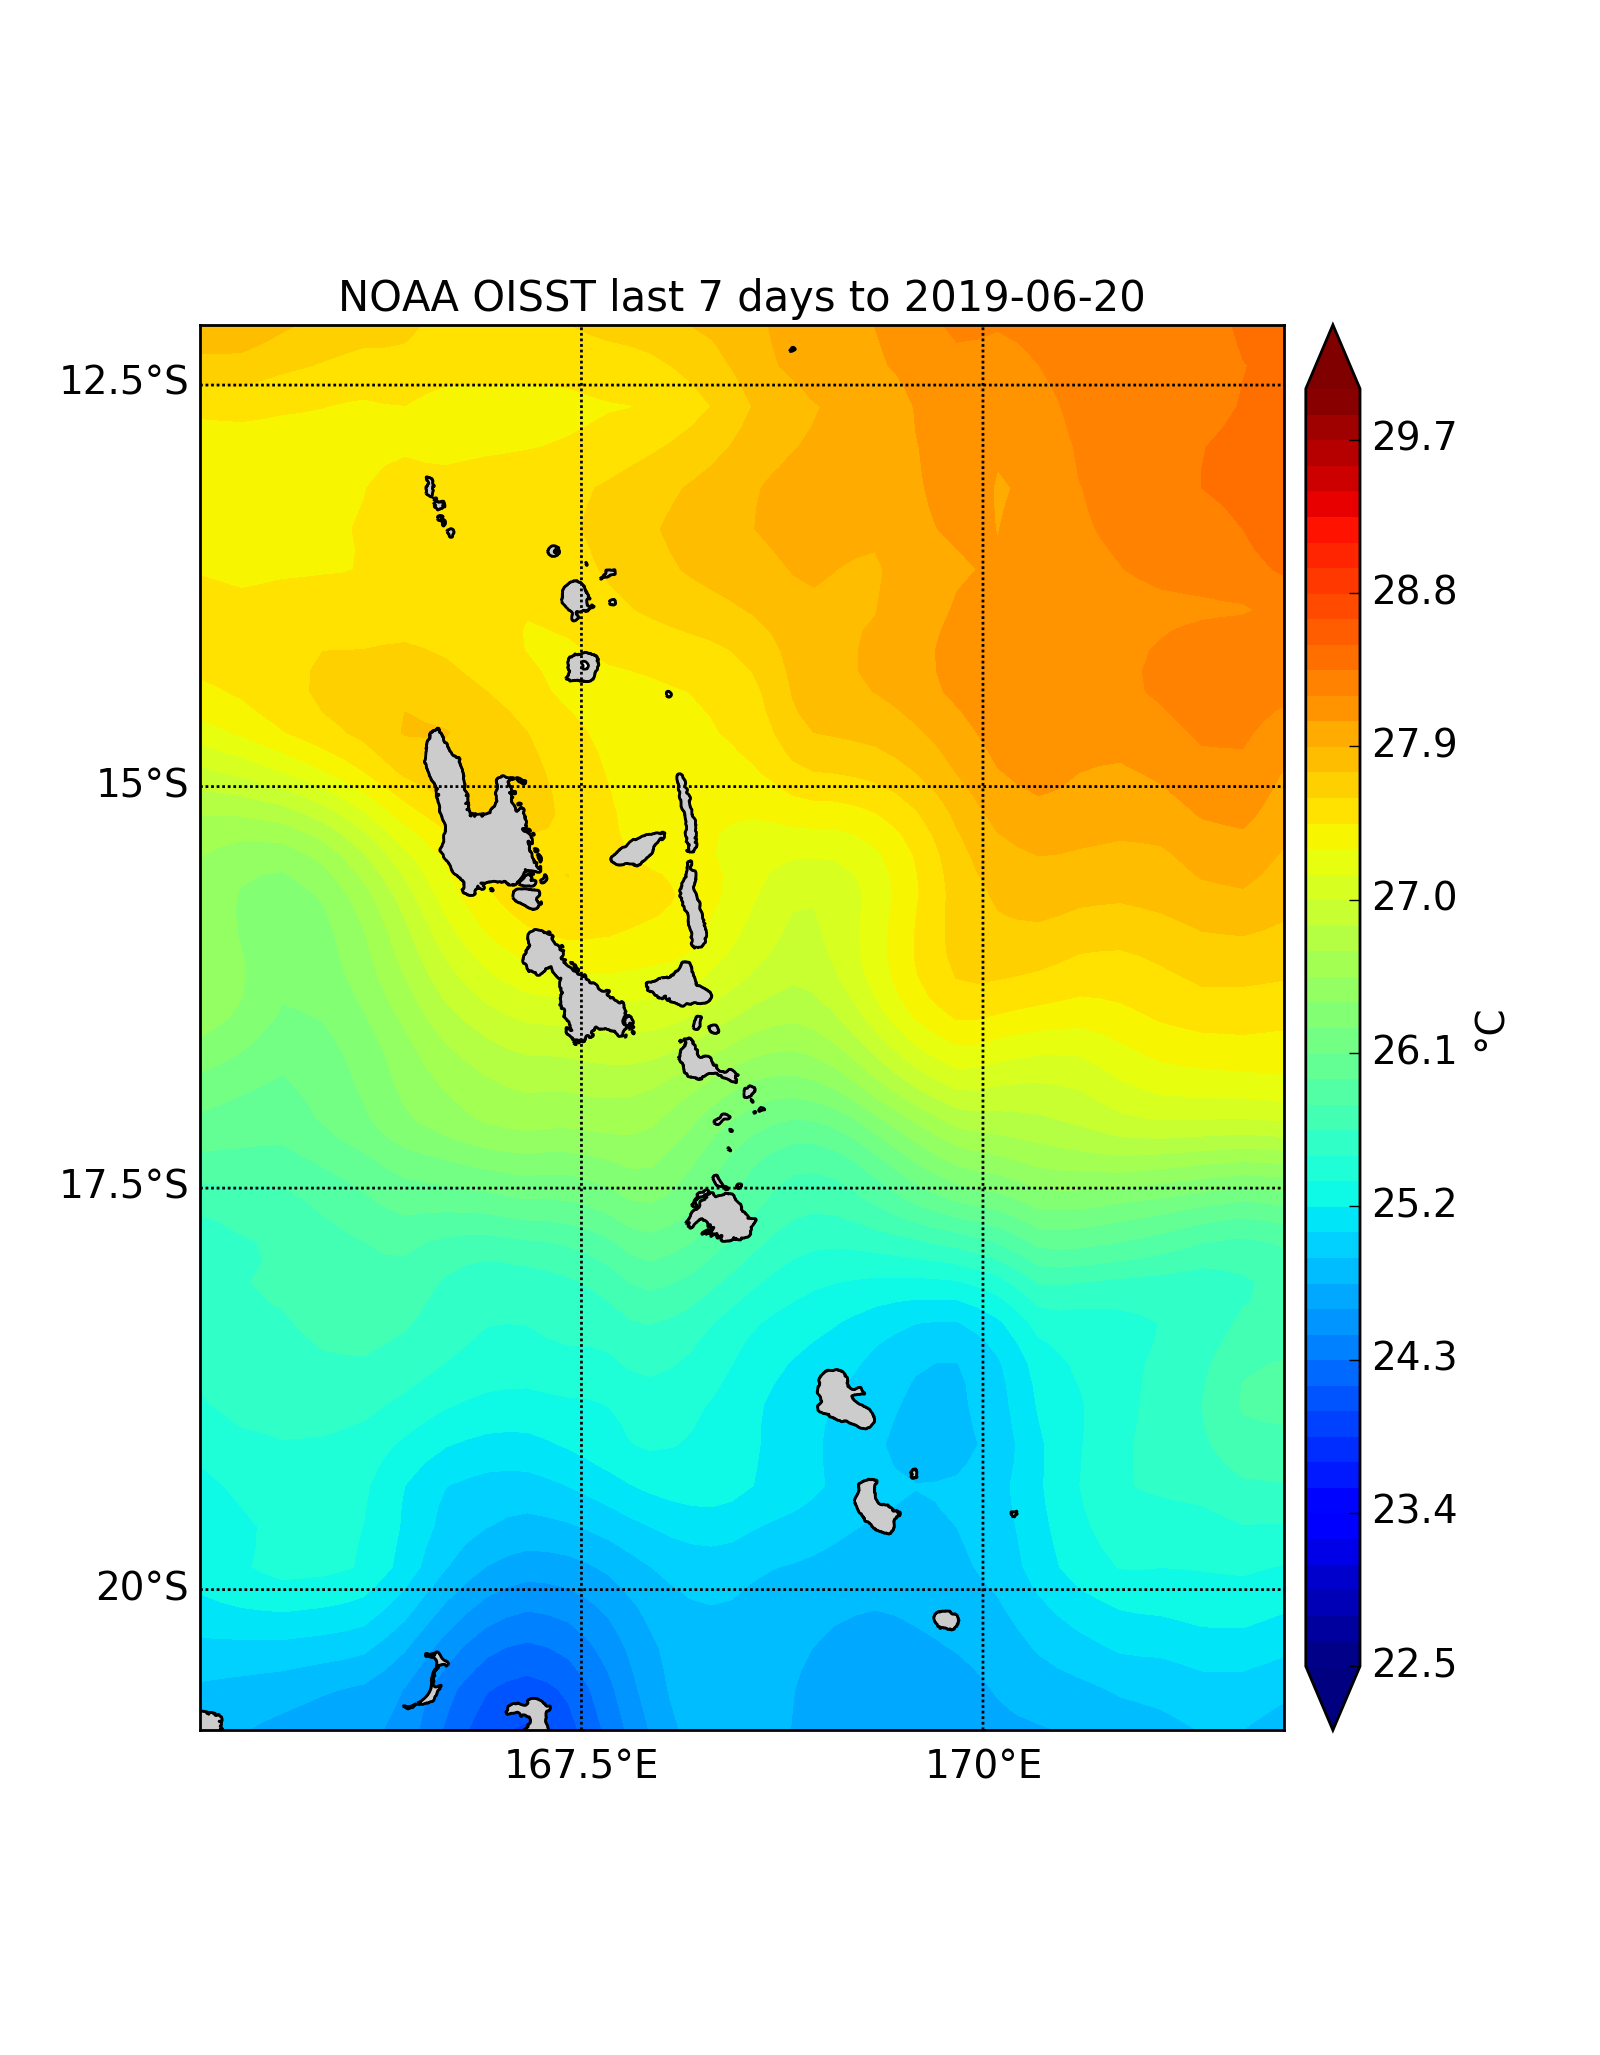 NOAA OISST last 7 days to 2019-06-20
12.5°S
15°S
17.5°S
20°S
167.5°E
170°E
29.7
28.8
27.9
27.0
26.1
25.2
24.3
23.4
22.5
°C